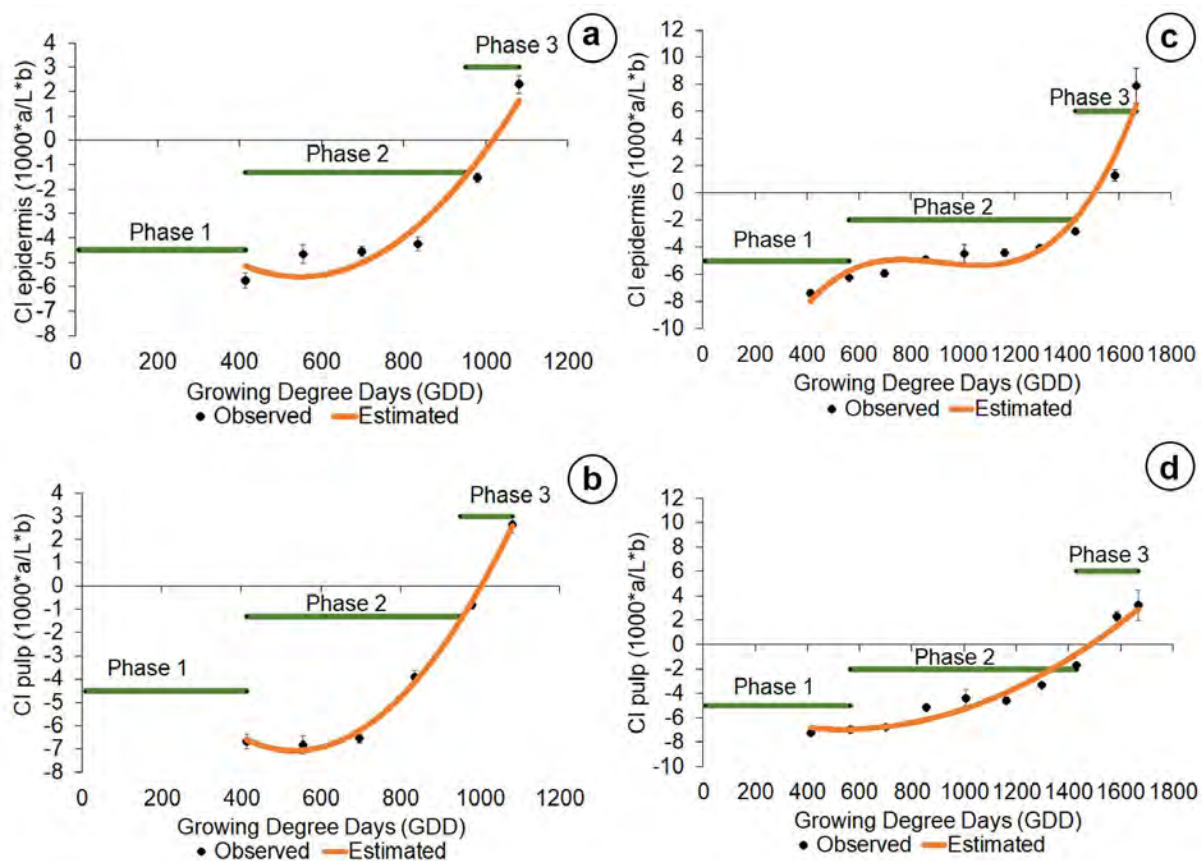 a
CI epidermis (1000*a/L*b)
4
3
2
1
0
-1
-2
-3
-4
-5
-6
-7
-8
Phase 1
Phase 2
Phase 3
0 200 400 600 800 1000 1200
Growing Degree Days (GDD)
Observed Estimated
c
CI epidermis (1000*a/L*b)
12
10
8
6
4
2
0
-2
-4
-6
-8
-10
Phase 1
Phase 2
Phase 3
0 200 400 600 800 1000 1200 1400 1600 1800
Growing Degree Days (GDD)
Observed Estimated
b
CI pulp (1000*a/L*b)
4
3
2
1
0
-1
-2
-3
-4
-5
-6
-7
-8
Phase 1
Phase 2
Phase 3
0 200 400 600 800 1000 1200
Growing Degree Days (GDD)
Observed Estimated
d
CI pulp (1000*a/L*b)
12
10
8
6
4
2
0
-2
-4
-6
-8
-10
Phase 1
Phase 2
Phase 3
0 200 400 600 800 1000 1200 1400 1600 1800
Growing Degree Days (GDD)
Observed Estimated